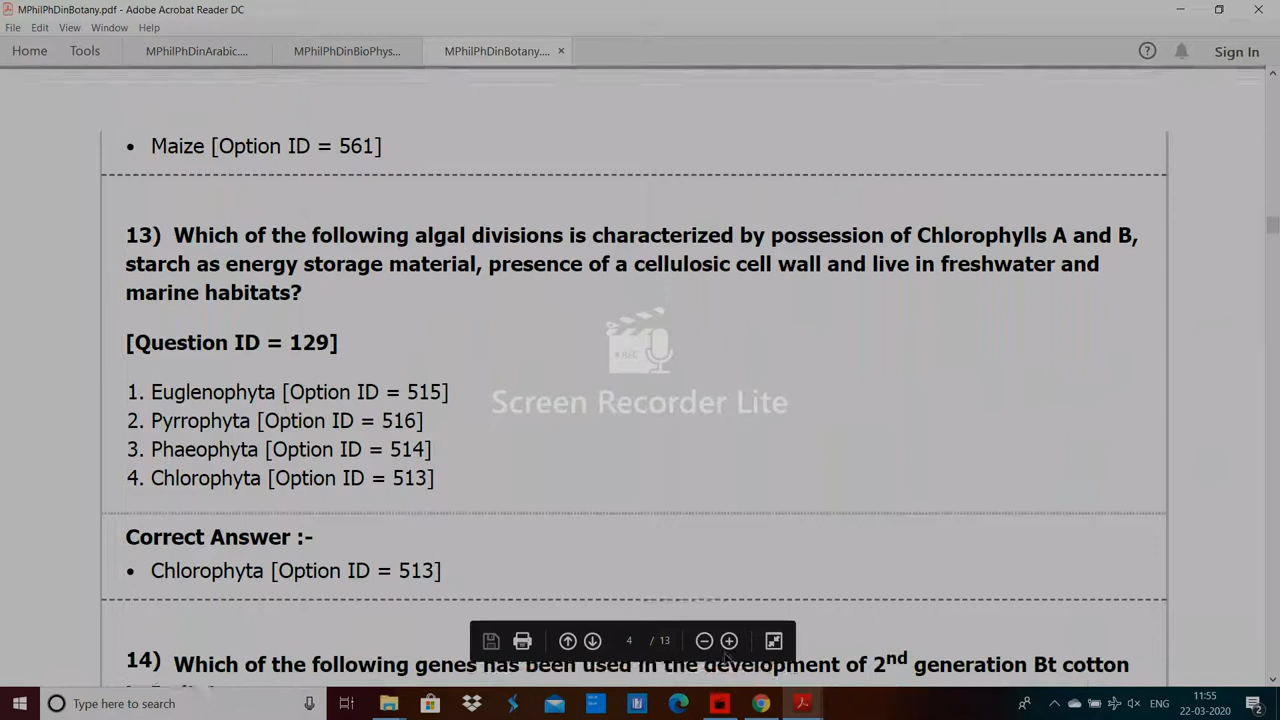 MPhilPhDinBotany.pdf - Adobe Acrobat Reader DC
File Edit View Window Help
Home Tools MPhilPhDinArabic.... MPhilPhDinBioPhys... MPhilPhDinBotany.... × Sign In
• Maize [Option ID = 561]
13) Which of the following algal divisions is characterized by possession of Chlorophylls A and B,
starch as energy storage material, presence of a cellulosic cell wall and live in freshwater and
marine habitats?
[Question ID = 129]
1. Euglenophyta [Option ID = 515]
2. Pyrrophyta [Option ID = 516]
3. Phaeophyta [Option ID = 514]
4. Chlorophyta [Option ID = 513]
REC
Screen Recorder Lite
Correct Answer :-
• Chlorophyta [Option ID = 513]
4 / 13
14) Which of the following genes has been used in the development of 2nd generation Bt cotton
Type here to search
ENG
11:55
22-03-2020
2